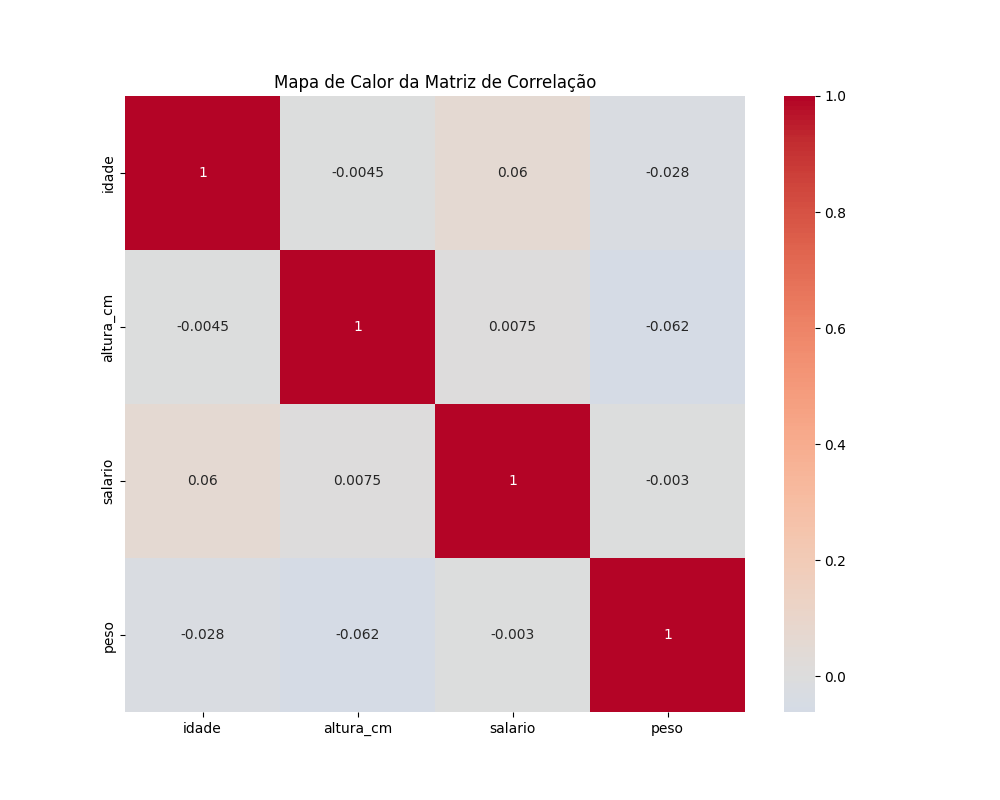 Mapa de Calor da Matriz de Correlação
idade 1 -0.0045 0.06 -0.028
altura_cm -0.0045 1 0.0075 -0.062
salario 0.06 0.0075 1 -0.003
peso -0.028 -0.062 -0.003 1
idade altura_cm salario peso
1.0
0.8
0.6
0.4
0.2
0.0